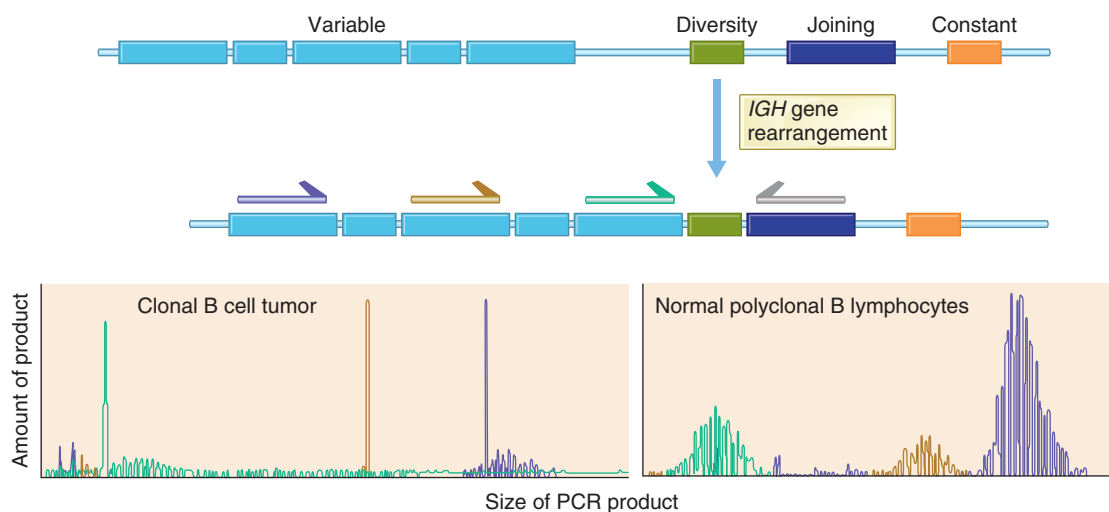 Variable
Diversity
Joining
Constant
IGH gene
rearrangement
Clonal B cell tumor
Normal polyclonal B lymphocytes
Amount of product
Size of PCR product